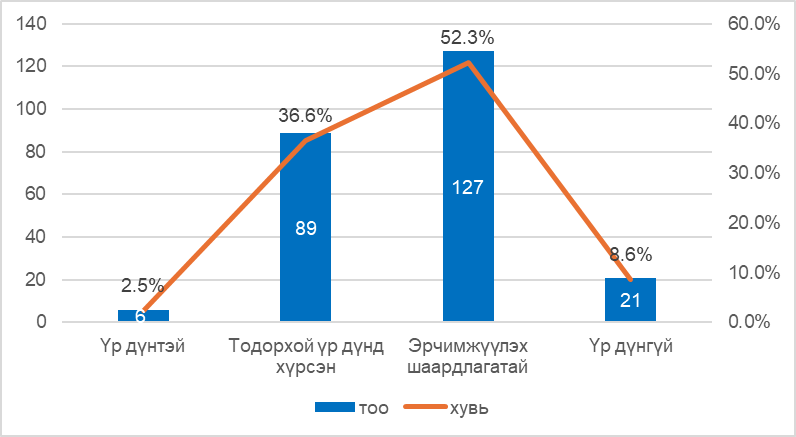 140
120
100
80
60
40
20
0
60.0%
50.0%
40.0%
30.0%
20.0%
10.0%
0.0%
2.5%
36.6%
52.3%
8.6%
6
89
127
21
Үр дүнтэй
Тодорхой үр дүнд
хүрсэн
Эрчимжүүлэх
шаардлагатай
Үр дүнгүй
тоо
хувь